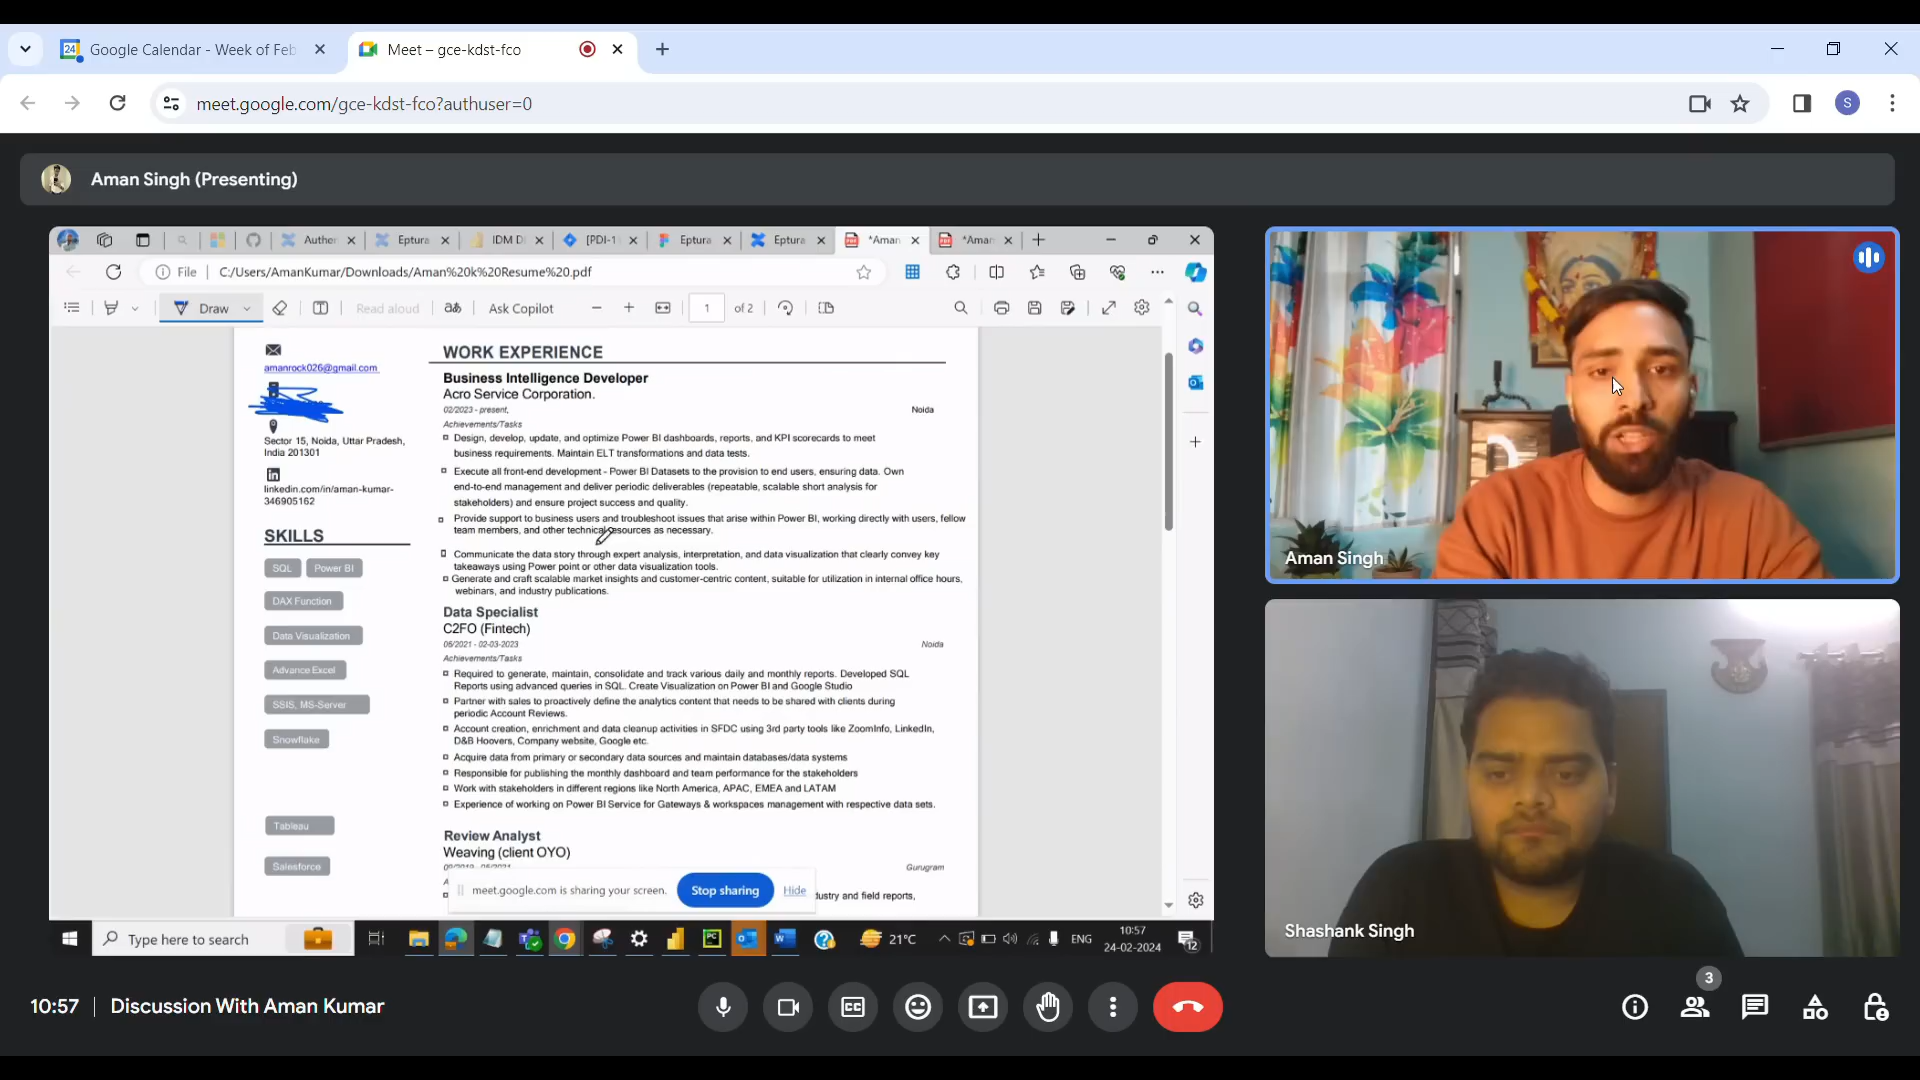 Google Calendar - Week of Feb
Meet – gce-kdst-fco
meet.google.com/gce-kdst-fco?authuser=0
S
Aman Singh (Presenting)
Authen
Eptura
IDM D
[PDI-1
Eptura
Eptura
*Aman
*Aman
File
C:/Users/AmanKumar/Downloads/Aman%20k%20Resume%20.pdf
Draw
Read aloud
Ask Copilot
1
of 2
amanrock026@gmail.com
Sector 15, Noida, Uttar Pradesh,
India 201301
linkedin.com/in/aman-kumar-
346905162
SKILLS
SQL
Power BI
DAX Function
Data Visualization
Advance Excel
SSIS, MS-Server
Snowflake
Tableau
Salesforce
WORK EXPERIENCE
Business Intelligence Developer
Acro Service Corporation.
02/2023 - present,
Noida
Achievements/Tasks
Design, develop, update, and optimize Power BI dashboards, reports, and KPI scorecards to meet
business requirements. Maintain ELT transformations and data tests.
Execute all front-end development - Power BI Datasets to the provision to end users, ensuring data. Own
end-to-end management and deliver periodic deliverables (repeatable, scalable short analysis for
stakeholders) and ensure project success and quality.
Provide support to business users and troubleshoot issues that arise within Power BI, working directly with users, fellow
team members, and other technical resources as necessary.
Communicate the data story through expert analysis, interpretation, and data visualization that clearly convey key
takeaways using Power point or other data visualization tools.
Generate and craft scalable market insights and customer-centric content, suitable for utilization in internal office hours,
webinars, and industry publications.
Data Specialist
C2FO (Fintech)
05/2021 - 02-03-2023
Noida
Achievements/Tasks
Required to generate, maintain, consolidate and track various daily and monthly reports. Developed SQL
Reports using advanced queries in SQL. Create Visualization on Power BI and Google Studio
Partner with sales to proactively define the analytics content that needs to be shared with clients during
periodic Account Reviews.
Account creation, enrichment and data cleanup activities in SFDC using 3rd party tools like ZoomInfo, LinkedIn,
D&B Hoovers, Company website, Google etc.
Acquire data from primary or secondary data sources and maintain databases/data systems
Responsible for publishing the monthly dashboard and team performance for the stakeholders
Work with stakeholders in different regions like North America, APAC, EMEA and LATAM
Experience of working on Power BI Service for Gateways & workspaces management with respective data sets.
Review Analyst
Weaving (client OYO)
Gurugram
meet.google.com is sharing your screen.
Stop sharing
Hide
dustry and field reports,
Type here to search
21°C
ENG
10:57
24-02-2024
12
Aman Singh
Shashank Singh
10:57
Discussion With Aman Kumar
3